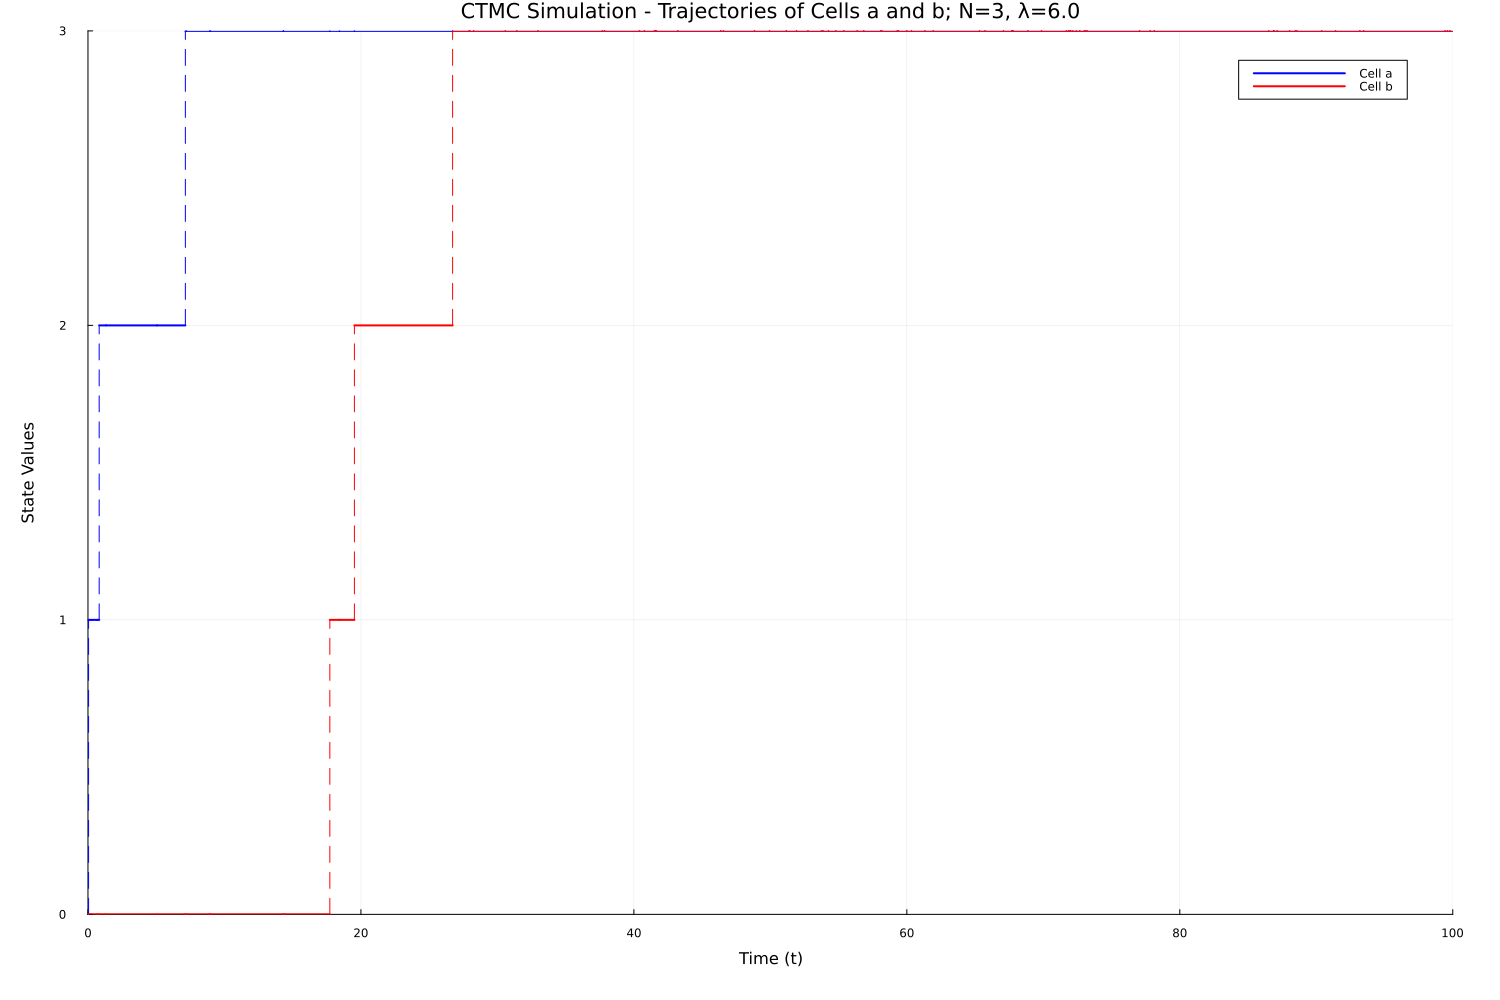 CTMC Simulation - Trajectories of Cells a and b; N=3, λ=6.0
3
Cell a
Cell b
2
State Values
1
0
0 20 40 60 80 100
Time (t)